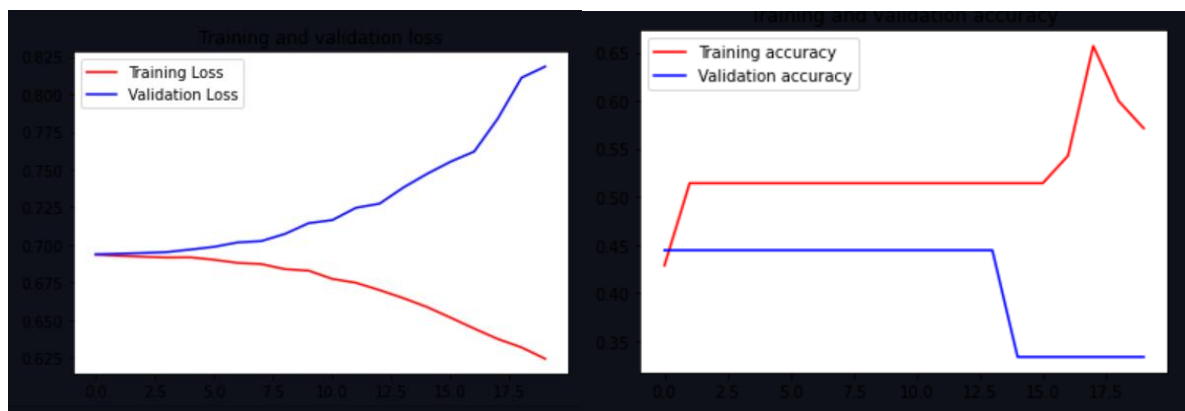 Training and validation loss
0.825
0.800
0.775
0.750
0.725
0.700
0.675
0.650
0.625
Training Loss
Validation Loss
0.0 2.5 5.0 7.5 10.0 12.5 15.0 17.5
Training and validation accuracy
0.65
0.60
0.55
0.50
0.45
0.40
0.35
Training accuracy
Validation accuracy
0.0 2.5 5.0 7.5 10.0 12.5 15.0 17.5